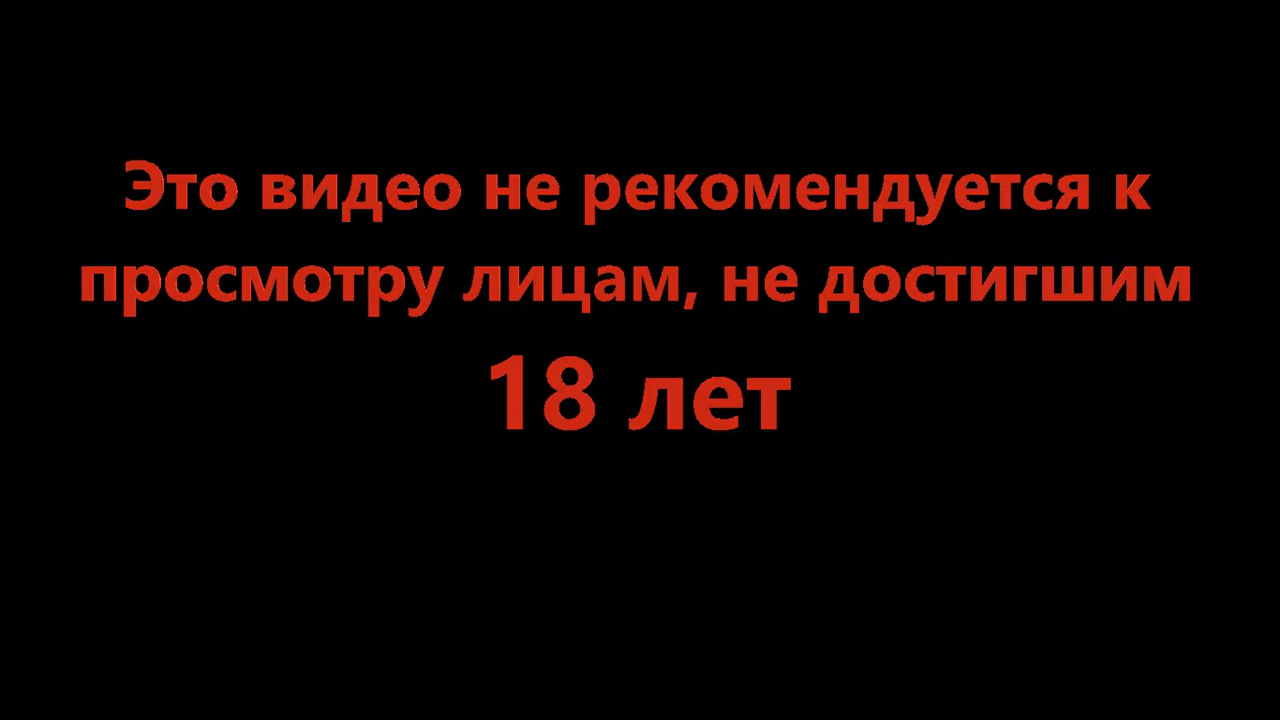 Это видео не рекомендуется к
просмотру лицам, не достигшим
18 лет